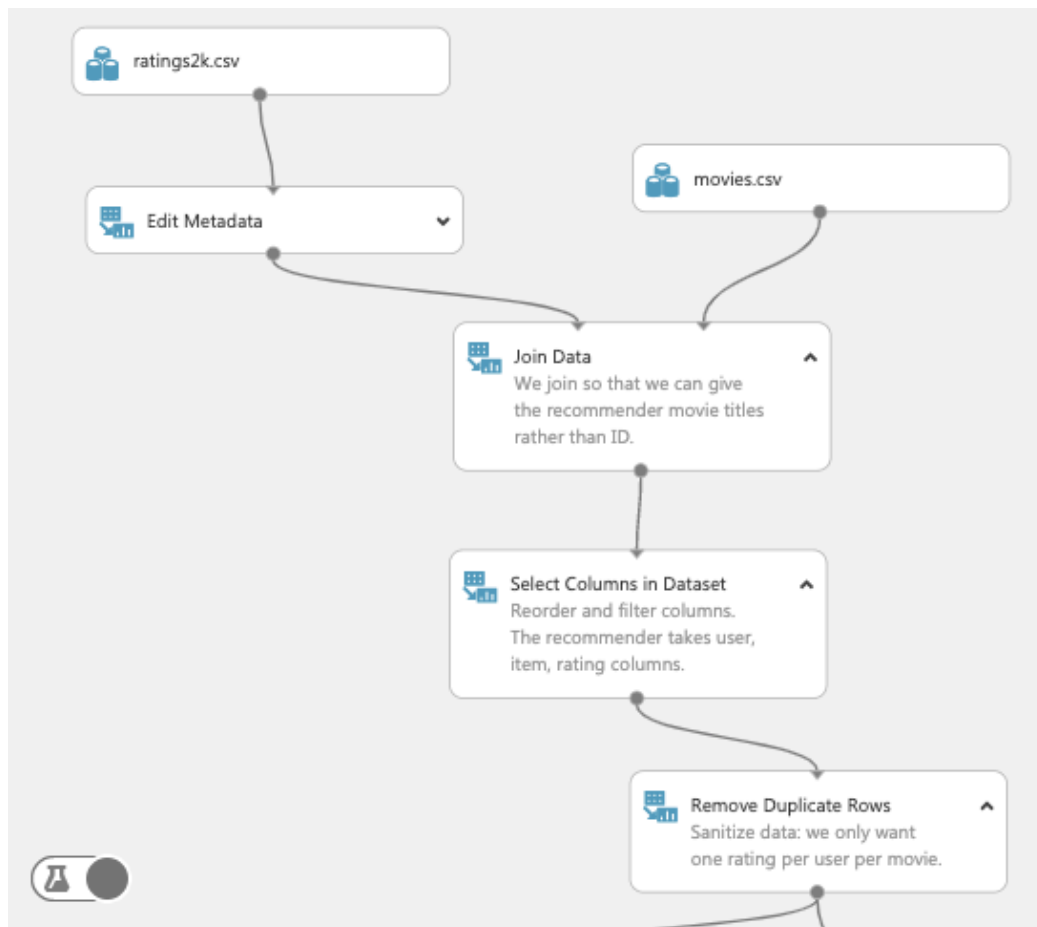 ratings2k.csv
movies.csv
Edit Metadata
Join Data
We join so that we can give
the recommender movie titles
rather than ID.
Select Columns in Dataset
Reorder and filter columns.
The recommender takes user,
item, rating columns.
Remove Duplicate Rows
Sanitize data: we only want
one rating per user per movie.